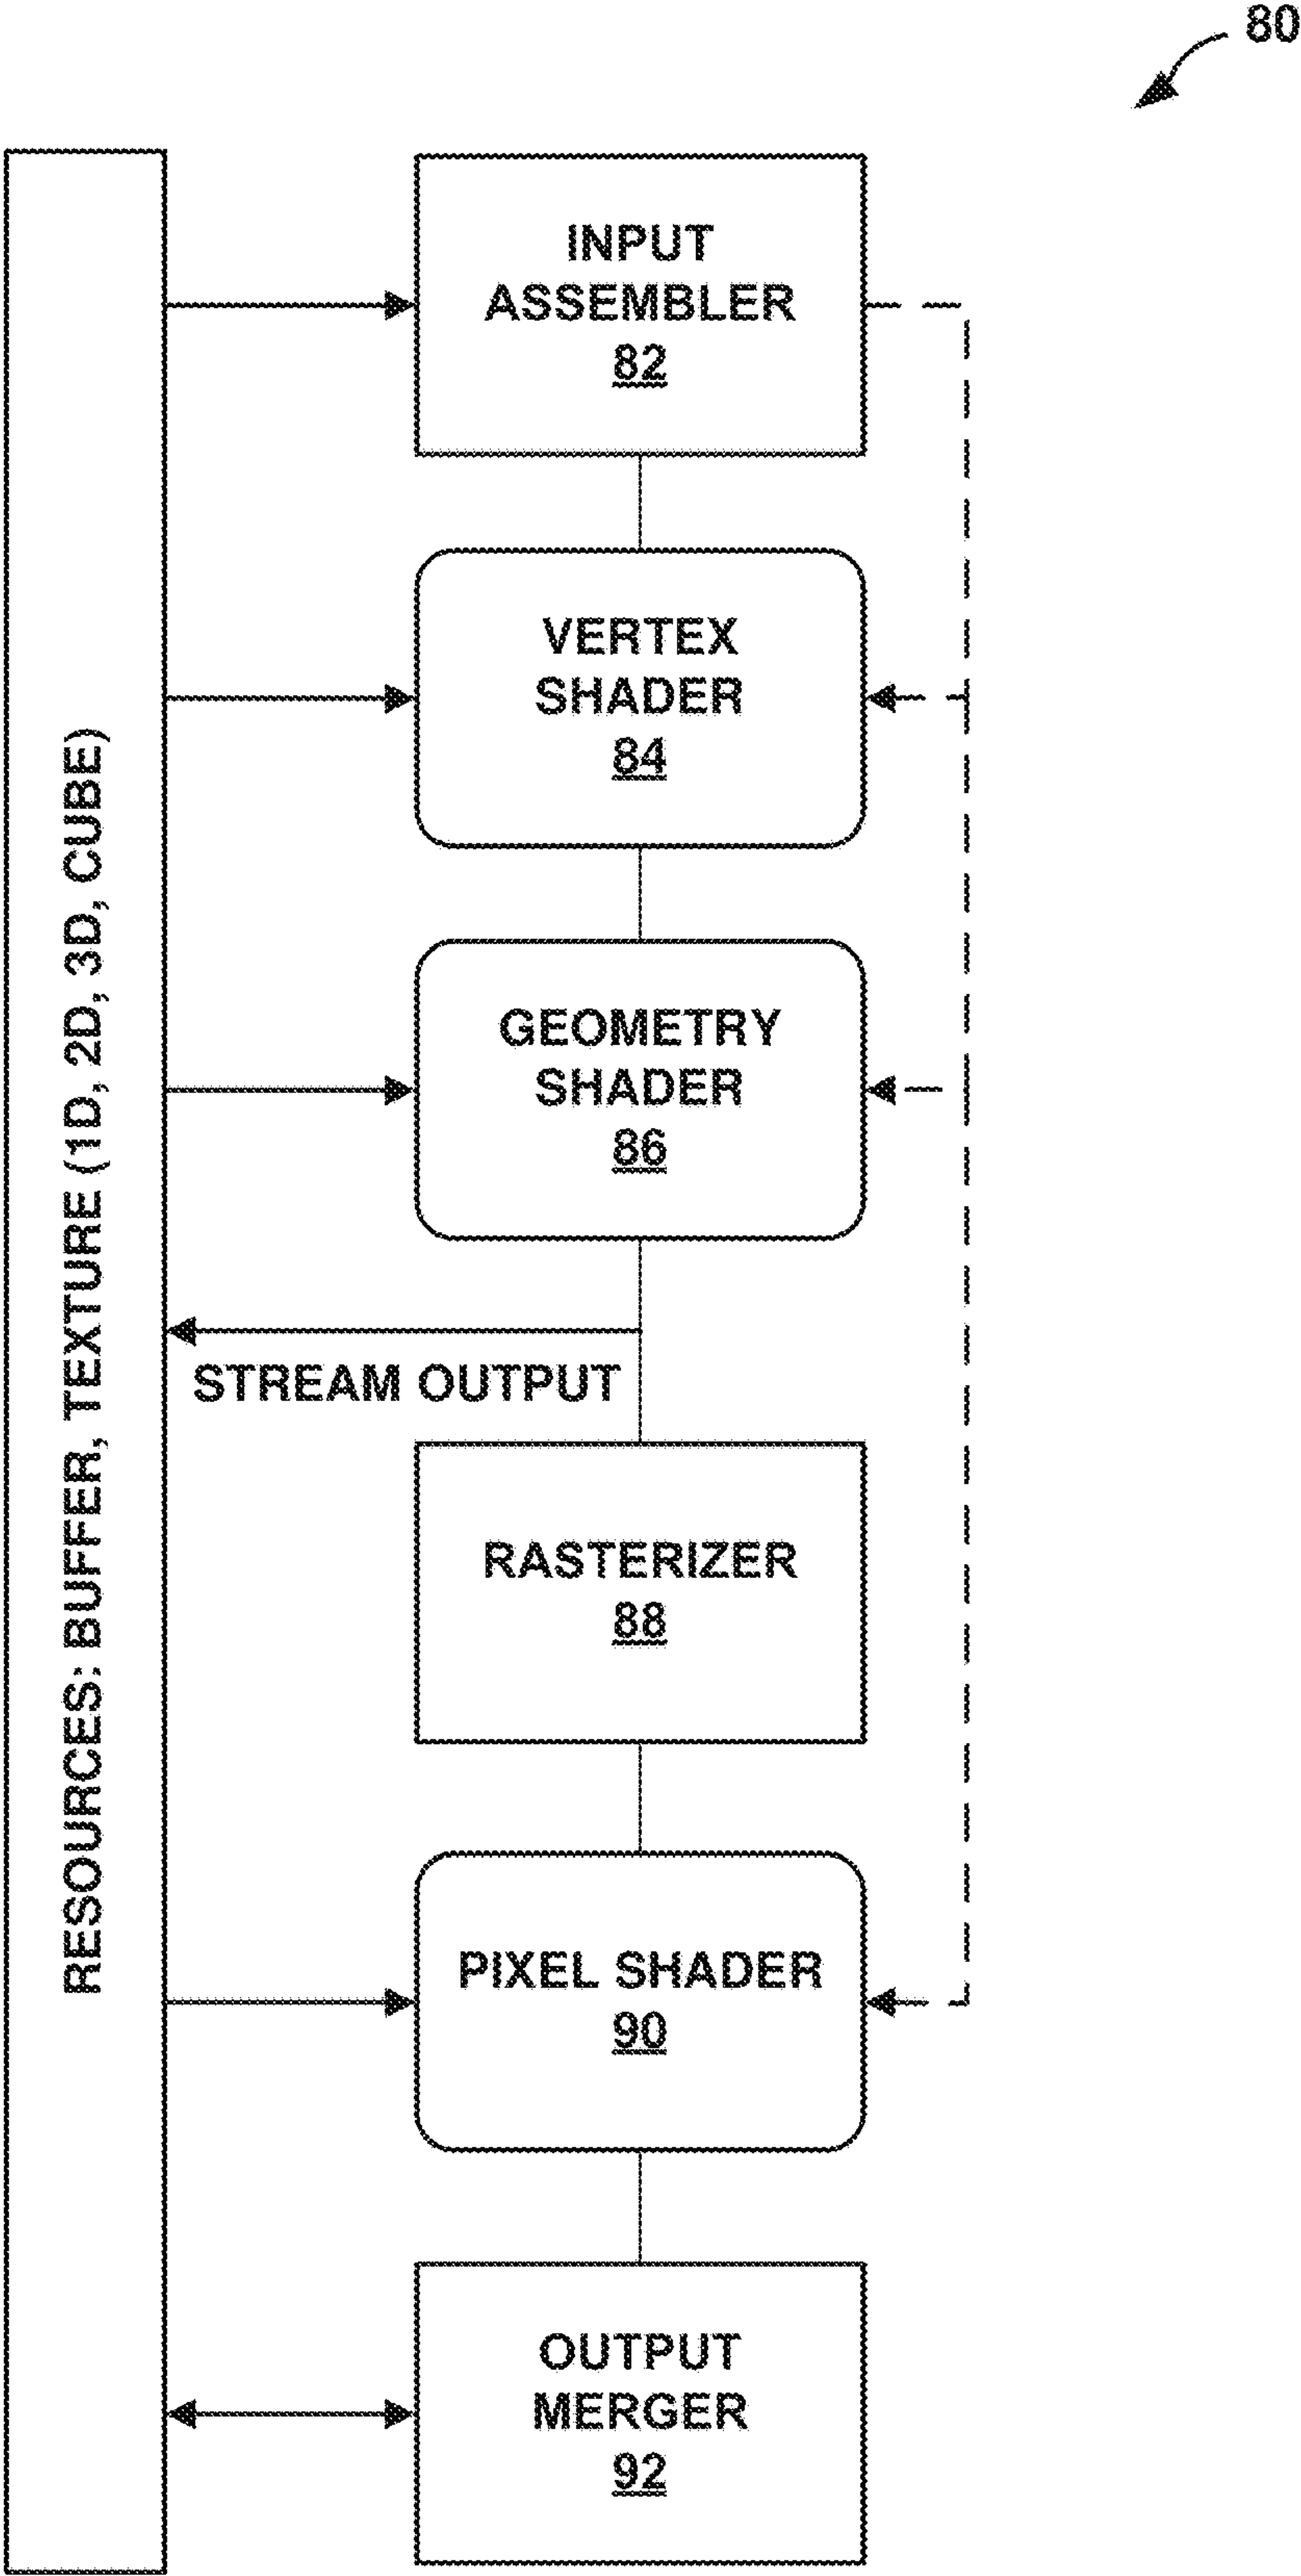 80
RESOURCES: BUFFER, TEXTURE (1D, 2D, 3D, CUBE)
INPUT
ASSEMBLER
82
VERTEX
SHADER
84
GEOMETRY
SHADER
86
STREAM OUTPUT
RASTERIZER
88
PIXEL SHADER
90
OUTPUT
MERGER
92